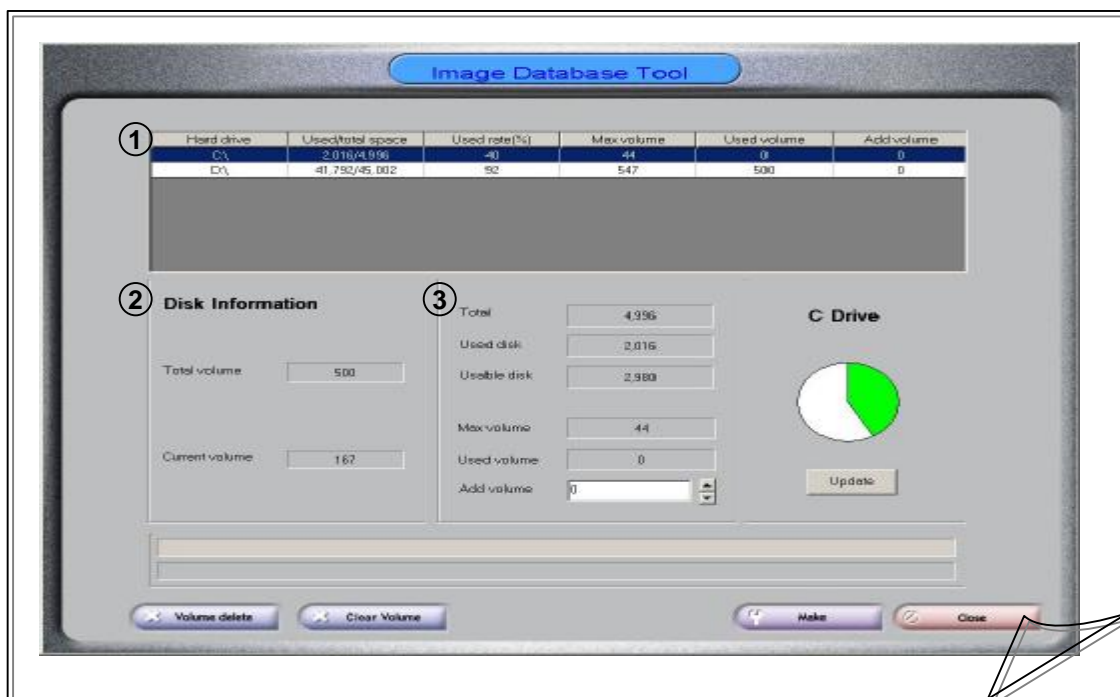 Image Database Tool
①
Hard drive Used/total space Used rate(%) Max volume Used volume Add volume
C:\ 2,016/4,996 40 44 0 0
D:\ 41,792/45,002 92 547 500 0
② Disk Information
Total volume 500
Current volume 167
③
Total 4,996
Used disk 2,016
Usable disk 2,980
Max volume 44
Used volume 0
Add volume 0
C Drive
Update
Volume delete Clear Volume Make Close